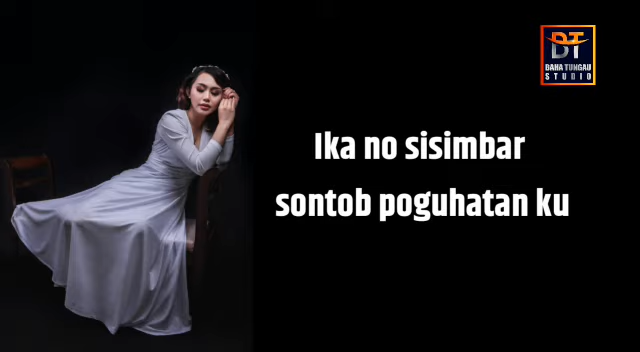 DT
DAHA TUNGAU
STUDIO
Ika no sisimbar
sontob poguhatan ku